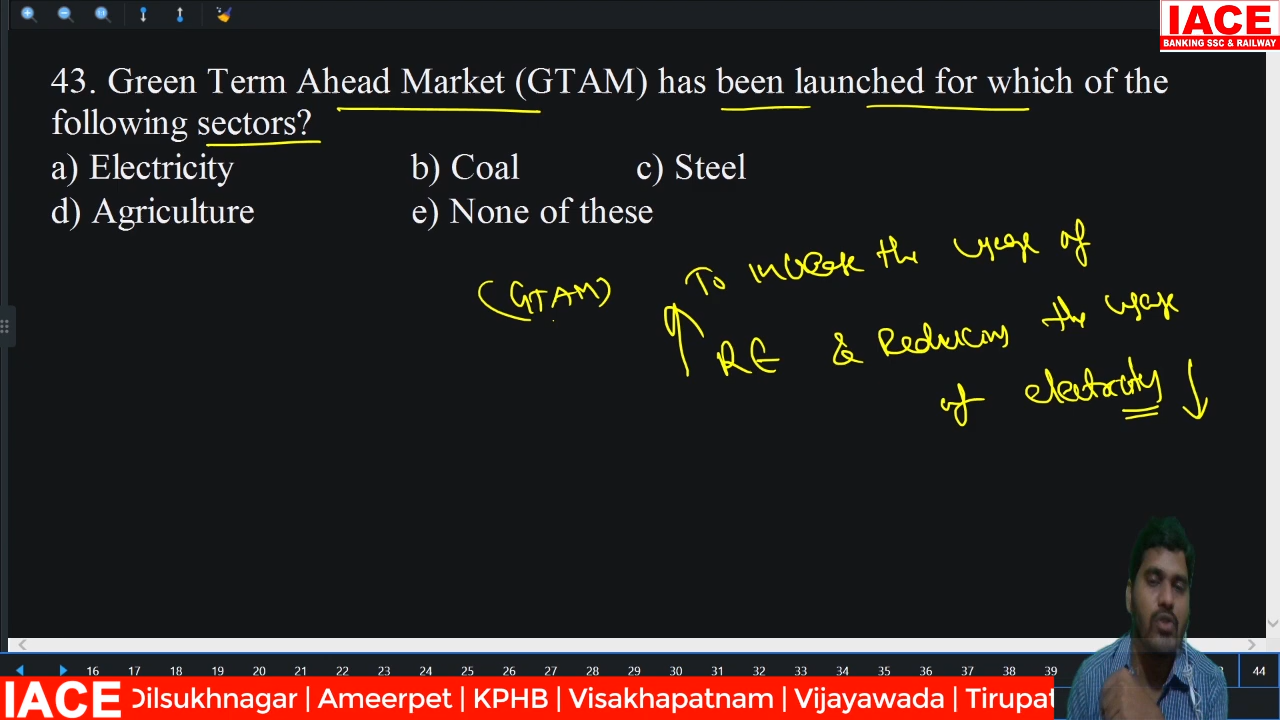 IACE
BANKING SSC & RAILWAY
43. Green Term Ahead Market (GTAM) has been launched for which of the
following sectors?
a) Electricity b) Coal c) Steel
d) Agriculture e) None of these
(GTAM) To increase the usage of
RE & Reducing the usage
of electricity
16 17 18 19 20 21 22 23 24 25 26 27 28 29 30 31 32 33 34 35 36 37 38 39 44
IACE Dilsukhnagar | Ameerpet | KPHB | Visakhapatnam | Vijayawada | Tirupat